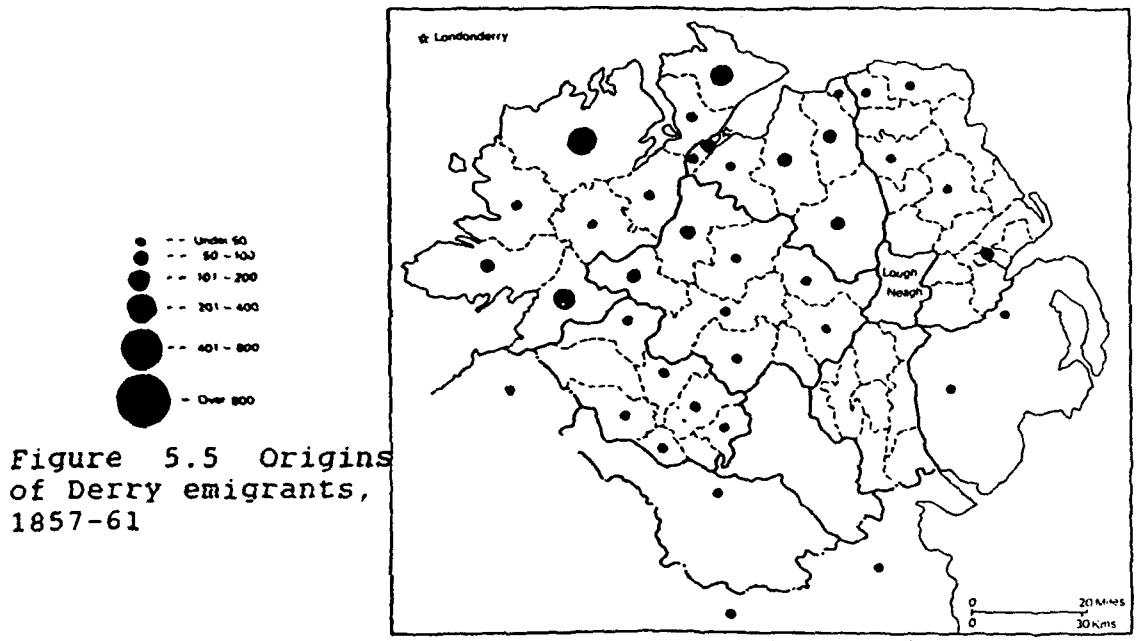 ☆ Londonderry
-- Under 50
-- 50 - 100
-- 101 - 200
-- 201 - 400
-- 401 - 800
- Over 800
Lough
Neagh
Figure 5.5 Origins
of Derry emigrants,
1857-61
0 20 Miles
0 30 Kms